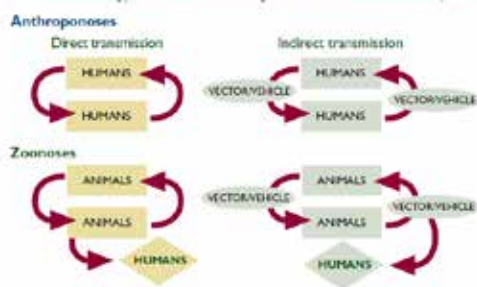 Anthroponoses
Direct transmission
Indirect transmission
HUMANS
HUMANS
HUMANS
VECTOR/VEHICLE
VECTOR/VEHICLE
HUMANS
Zoonoses
ANIMALS
ANIMALS
HUMANS
ANIMALS
VECTOR/VEHICLE
VECTOR/VEHICLE
ANIMALS
HUMANS